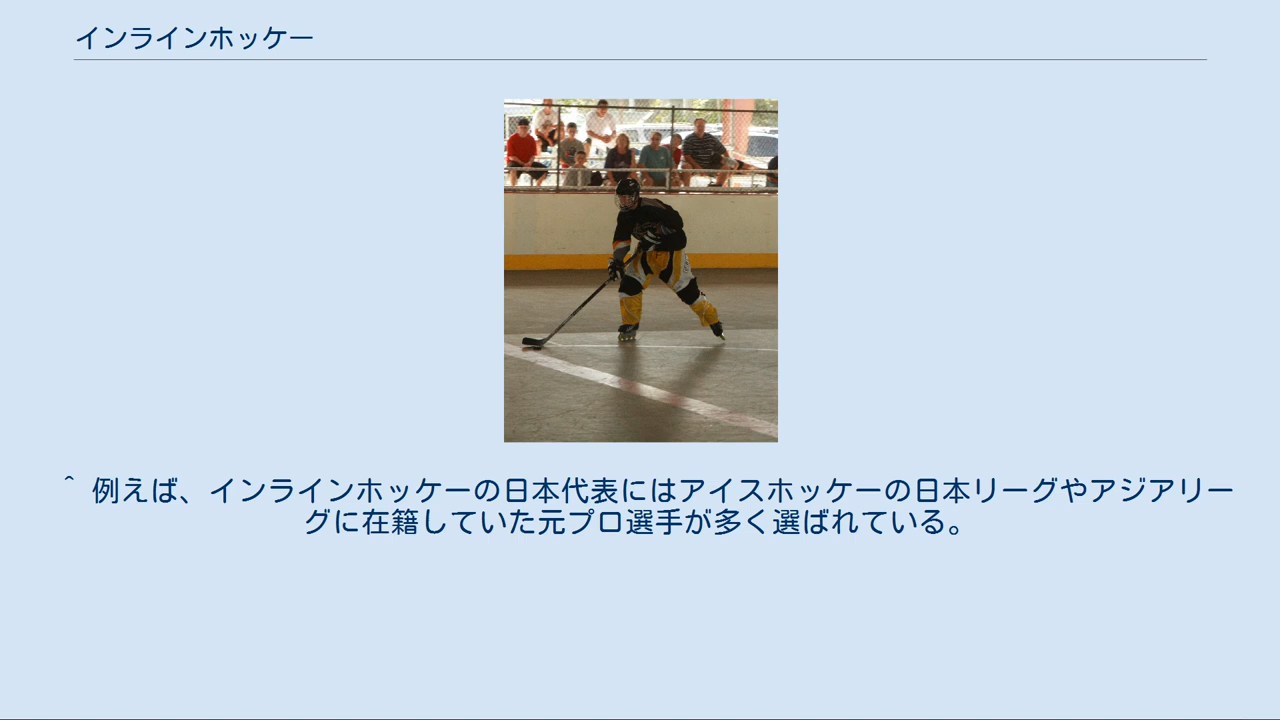 インラインホッケー
^ 例えば、インラインホッケーの日本代表にはアイスホッケーの日本リーグやアジアリー
グに在籍していた元プロ選手が多く選ばれている。